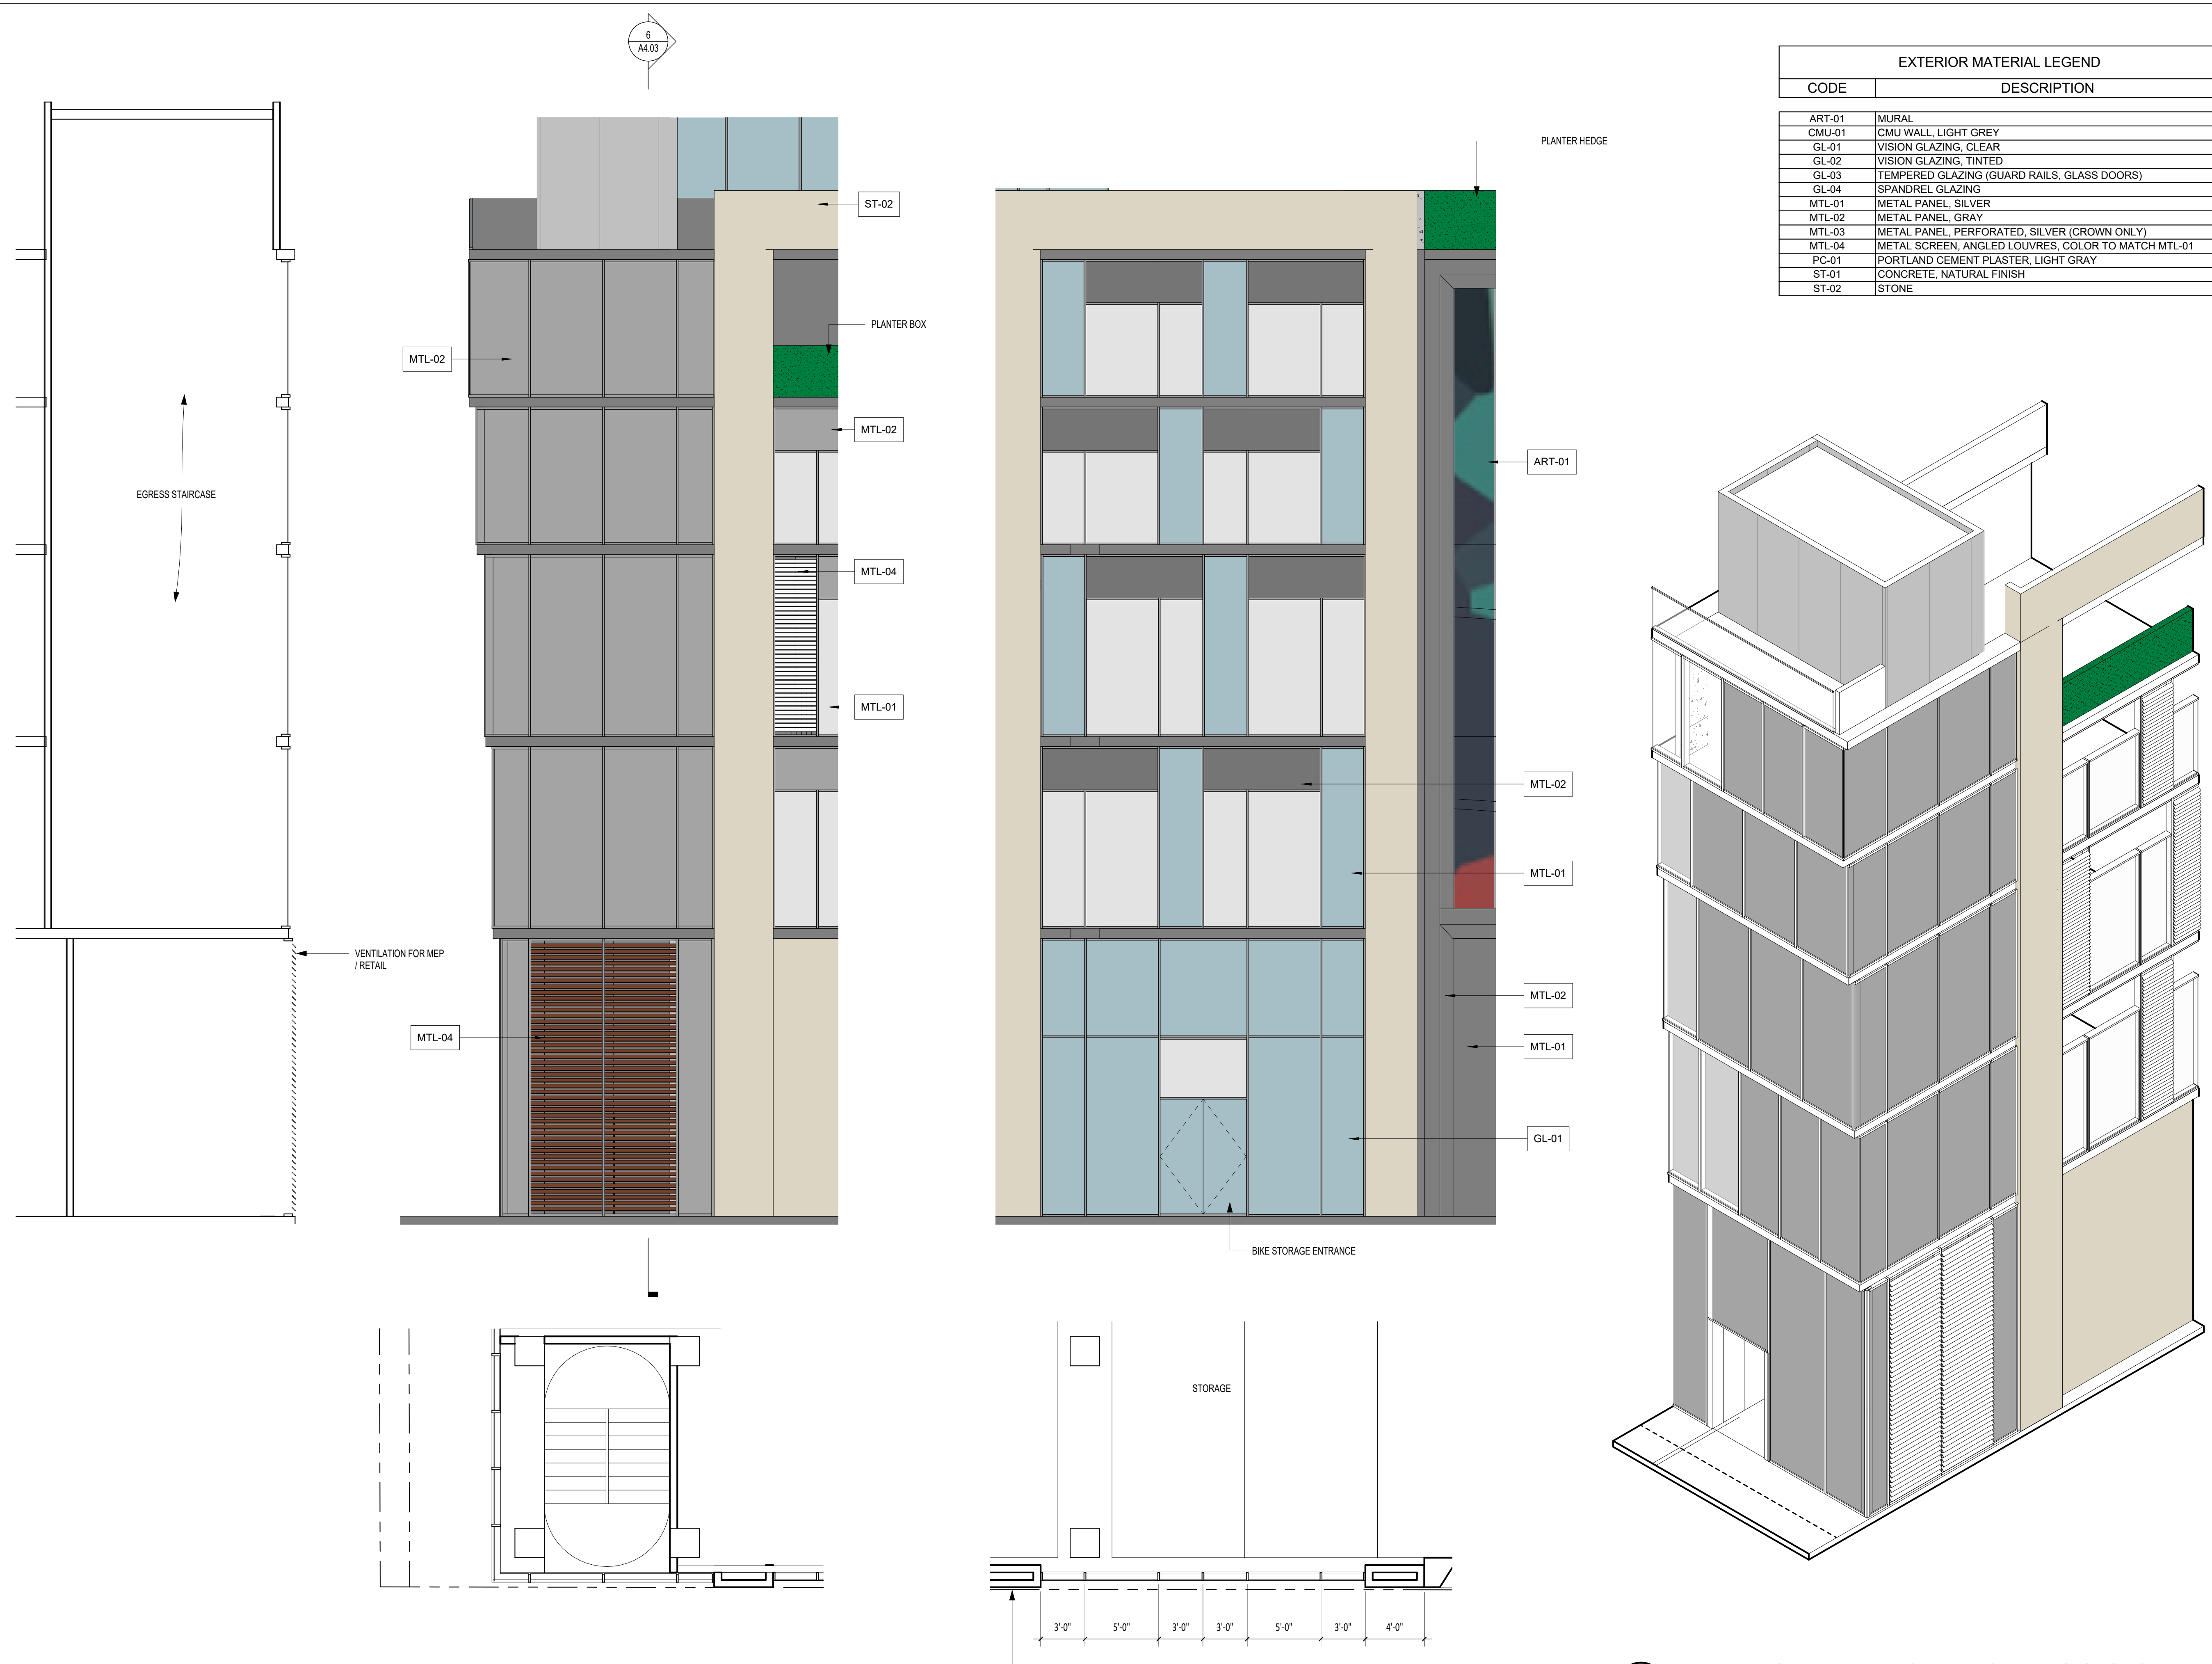 6
A4.03
EXTERIOR MATERIAL LEGEND
CODE DESCRIPTION
ART-01 MURAL
CMU-01 CMU WALL, LIGHT GREY
GL-01 VISION GLAZING, CLEAR
GL-02 VISION GLAZING, TINTED
GL-03 TEMPERED GLAZING (GUARD RAILS, GLASS DOORS)
GL-04 SPANDREL GLAZING
MTL-01 METAL PANEL, SILVER
MTL-02 METAL PANEL, GRAY
MTL-03 METAL PANEL, PERFORATED, SILVER (CROWN ONLY)
MTL-04 METAL SCREEN, ANGLED LOUVRES, COLOR TO MATCH MTL-01
PC-01 PORTLAND CEMENT PLASTER, LIGHT GRAY
ST-01 CONCRETE, NATURAL FINISH
ST-02 STONE
EGRESS STAIRCASE
VENTILATION FOR MEP
/ RETAIL
ST-02
PLANTER BOX
MTL-02
MTL-02
MTL-04
MTL-01
MTL-04
PLANTER HEDGE
ART-01
MTL-02
MTL-01
MTL-02
MTL-01
GL-01
BIKE STORAGE ENTRANCE
STORAGE
3'-0" 5'-0" 3'-0" 3'-0" 5'-0" 3'-0" 4'-0"